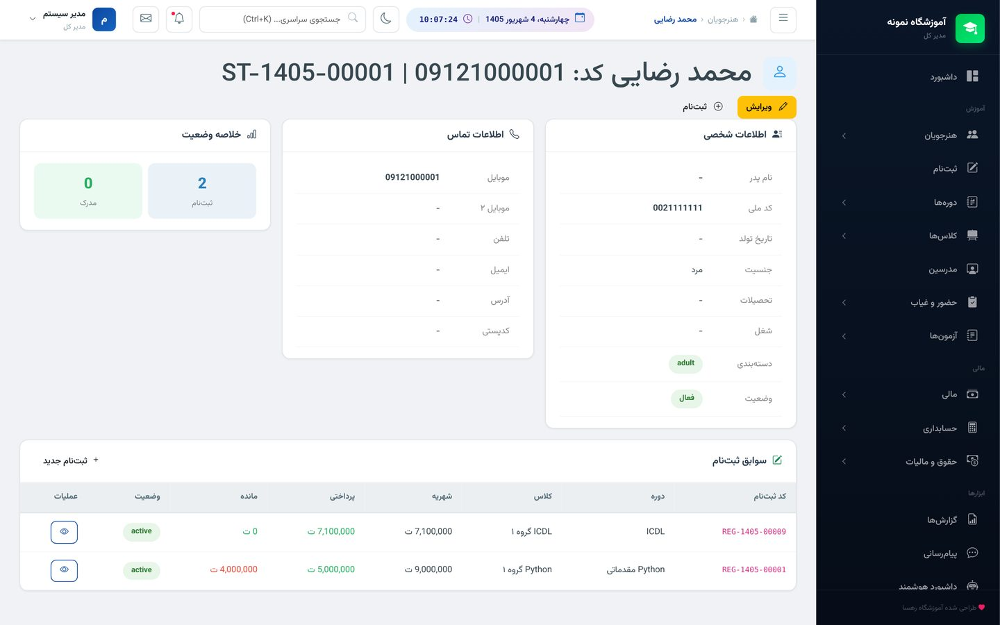 آموزشگاه نمونه
مدیر کل
داشبورد
آموزش
هنرجویان
ثبت‌نام
دوره‌ها
کلاس‌ها
مدرسین
حضور و غیاب
آزمون‌ها
مالی
مالی
حسابداری
حقوق و مالیات
ابزارها
گزارش‌ها
پیام‌رسانی
داشبورد هوشمند
طراحی شده آموزشگاه رهسا
هنرجویان › محمد رضایی
چهارشنبه، 4 شهریور 1405 | 10:07:24
جستجوی سراسری... (Ctrl+K)
م
مدیر سیستم
مدیر کل
محمد رضایی کد: ST-1405-00001 | 09121000001
ویرایش
ثبت‌نام
اطلاعات شخصی
نام پدر -
کد ملی 0021111111
تاریخ تولد -
جنسیت مرد
تحصیلات -
شغل -
دسته‌بندی adult
وضعیت فعال
اطلاعات تماس
موبایل 09121000001
موبایل ۲ -
تلفن -
ایمیل -
آدرس -
کدپستی -
خلاصه وضعیت
2
ثبت‌نام
0
مدرک
سوابق ثبت‌نام
+ ثبت‌نام جدید
کد ثبت‌نام دوره کلاس شهریه پرداختی مانده وضعیت عملیات
REG-1405-00009 ICDL ICDL گروه ۱ 7,100,000 ت 7,100,000 ت 0 ت active
REG-1405-00001 Python مقدماتی Python گروه ۱ 9,000,000 ت 5,000,000 ت 4,000,000 ت active